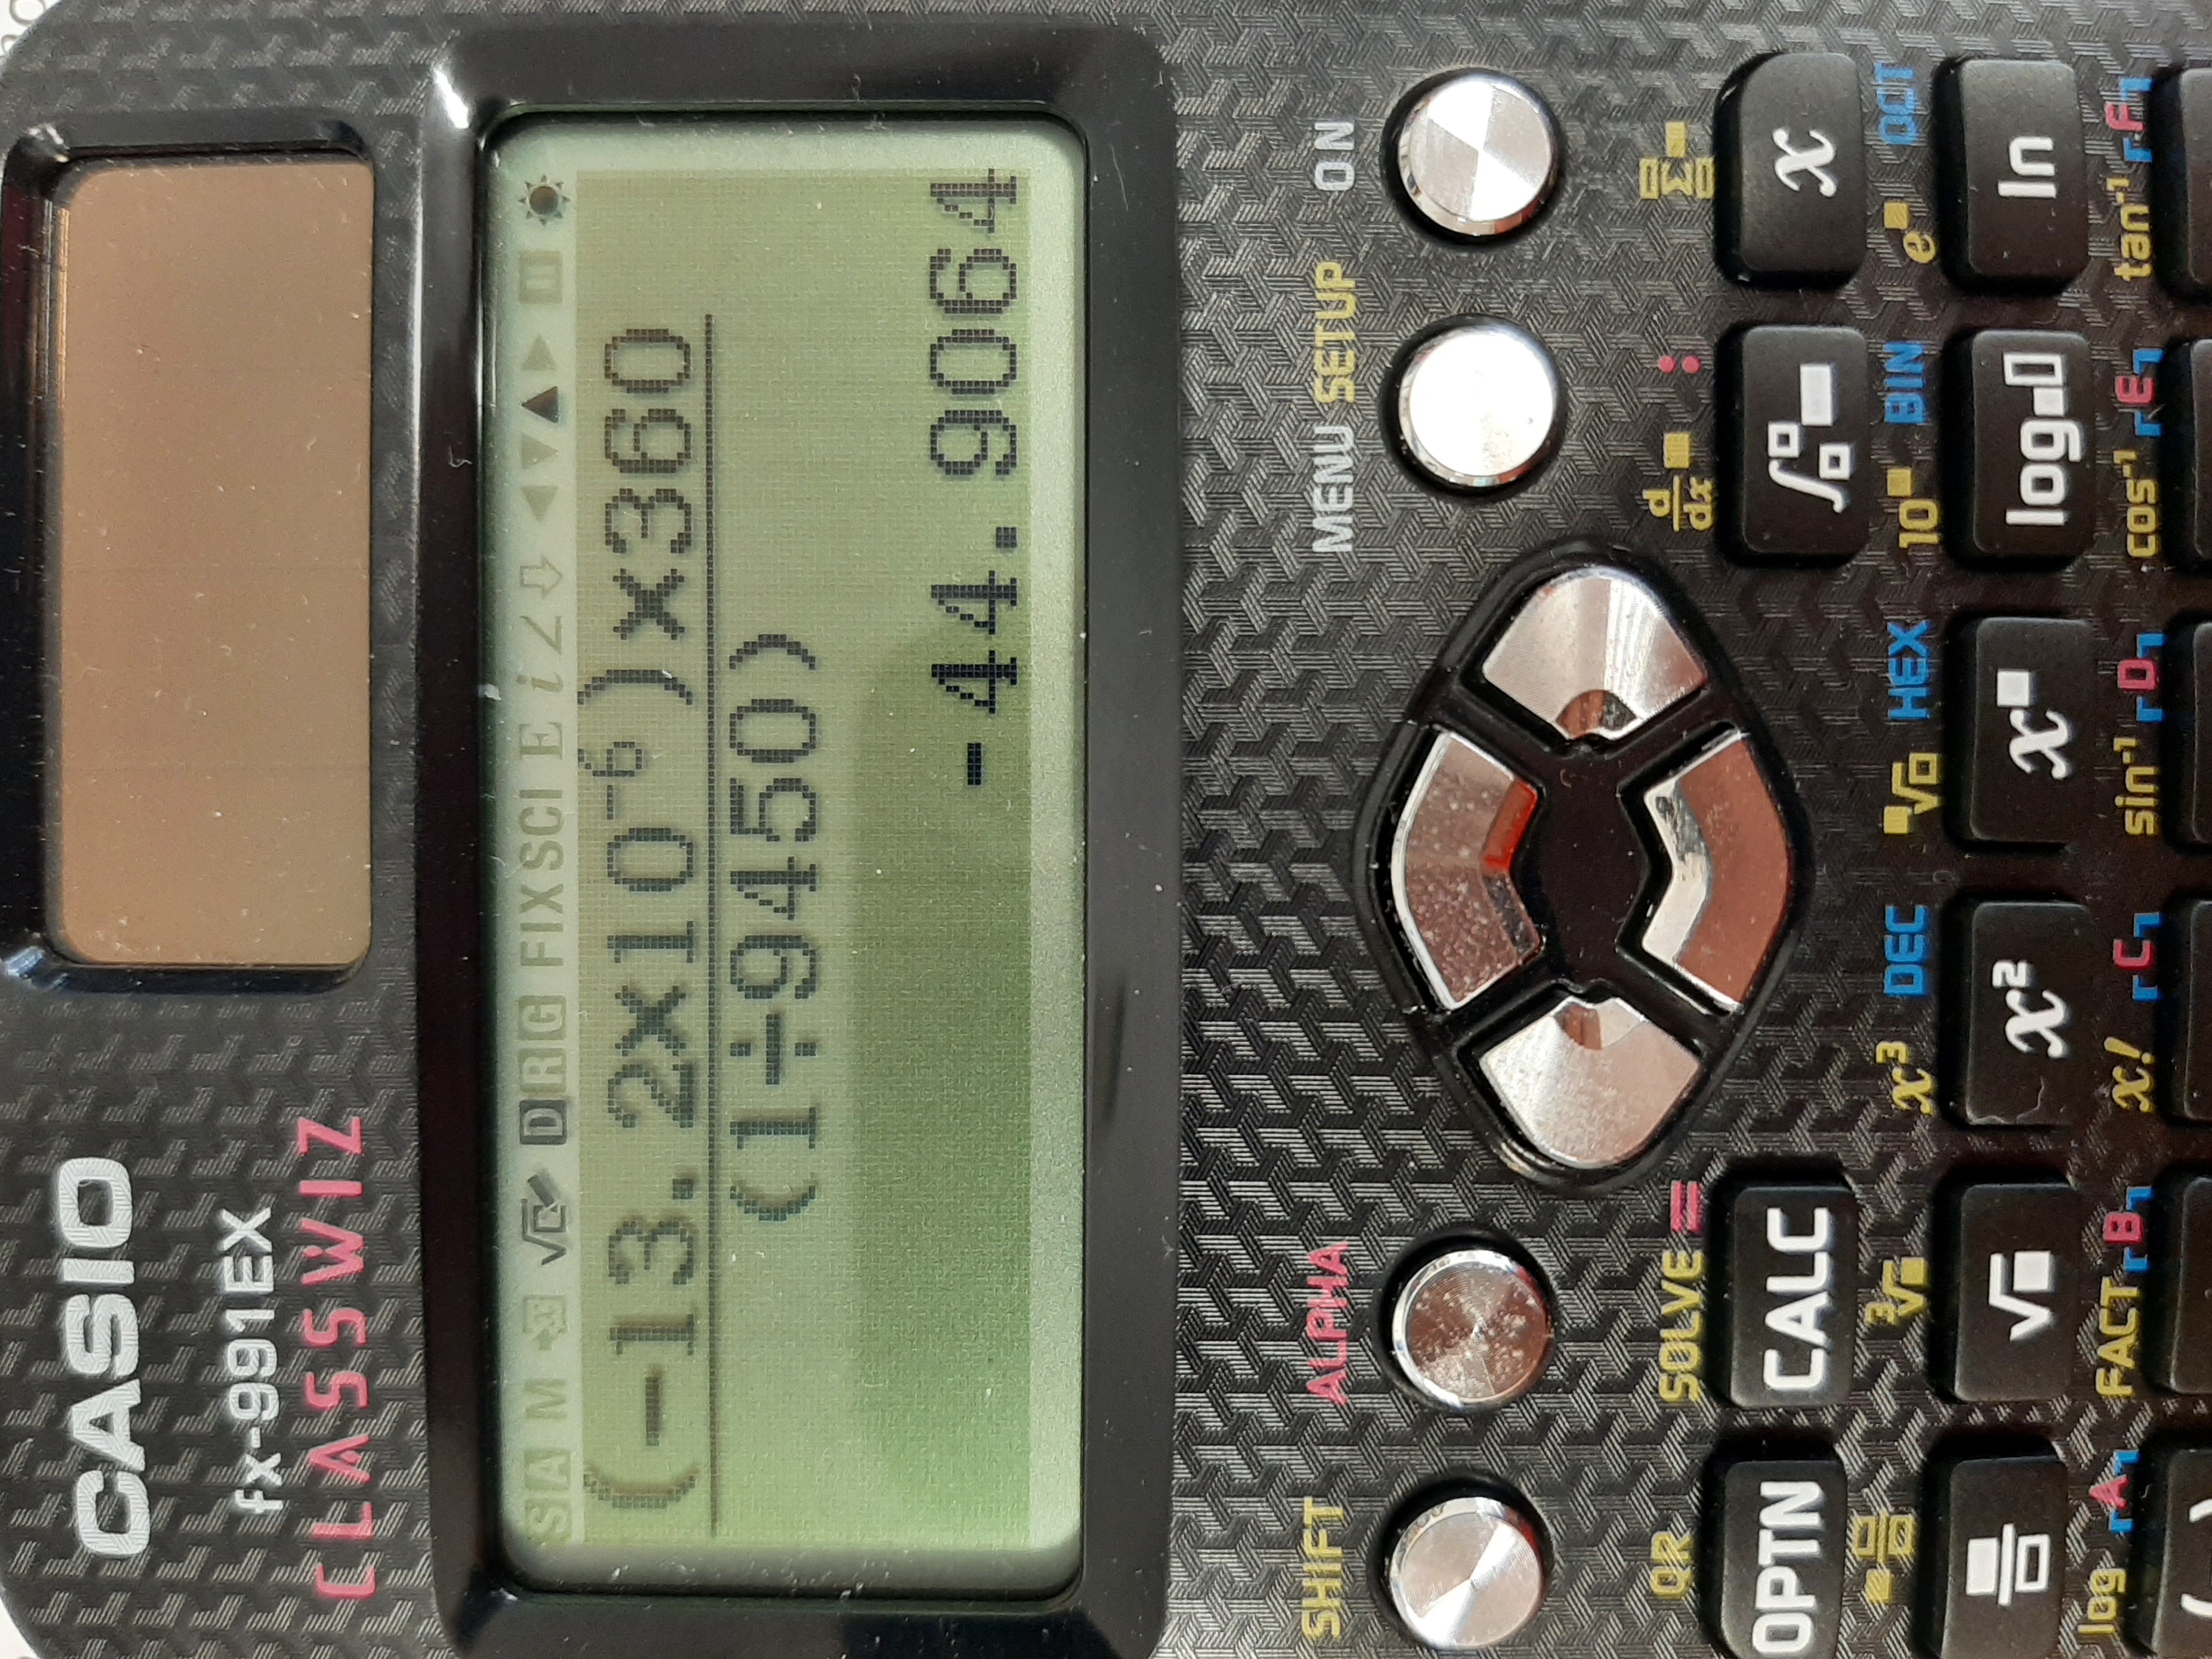 CASIO
fx-991EX
CLASSWIZ
S A M √ D R G FIX SCI E i ∠
(-13.2×10⁻⁶)×360
(1÷9450)
-44.9064
SHIFT ALPHA MENU SETUP ON
QR SOLVE = d/dx : Σ
OPTN CALC ∫ x
³√ x³ DEC √ HEX 10 BIN e OCT
√ x² x log ln
log A FACT B x! C sin⁻¹ D cos⁻¹ E tan⁻¹ F